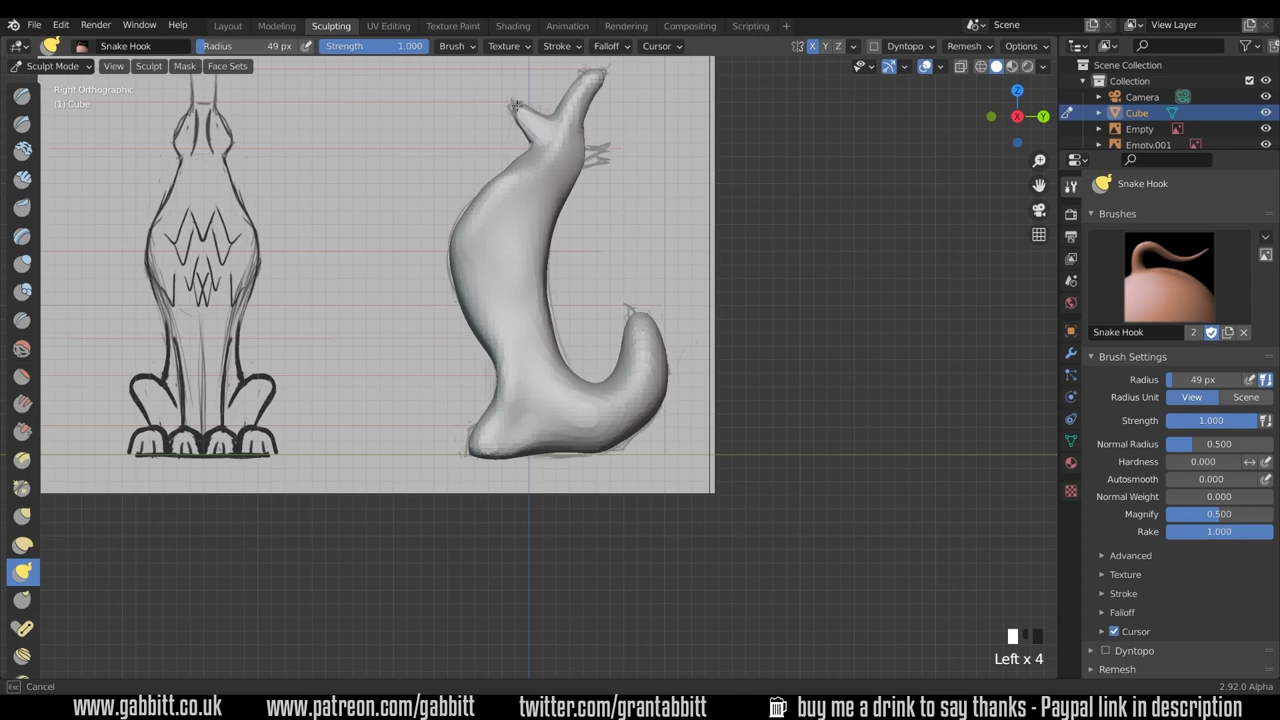 File Edit Render Window Help Layout Modeling Sculpting UV Editing Texture Paint Shading Animation Rendering Compositing Scripting + Scene View Layer
Snake Hook Radius 49 px Strength 1.000 Brush Texture Stroke Falloff Cursor X Y Z Dyntopo Remesh Options
Sculpt Mode View Sculpt Mask Face Sets
Right Orthographic
(1) Cube
Z
X
Y
Scene Collection
Collection
Camera
Cube
Empty
Empty.001
Snake Hook
Brushes
Snake Hook 2
Brush Settings
Radius 49 px
Radius Unit View Scene
Strength 1.000
Normal Radius 0.500
Hardness 0.000
Autosmooth 0.000
Normal Weight 0.000
Magnify 0.500
Rake 1.000
Advanced
Texture
Stroke
Falloff
Cursor
Dyntopo
Remesh
Left x 4
Esc Cancel
2.92.0 Alpha
www.gabbitt.co.uk www.patreon.com/gabbitt twitter.com/grantabbitt buy me a drink to say thanks - Paypal link in description